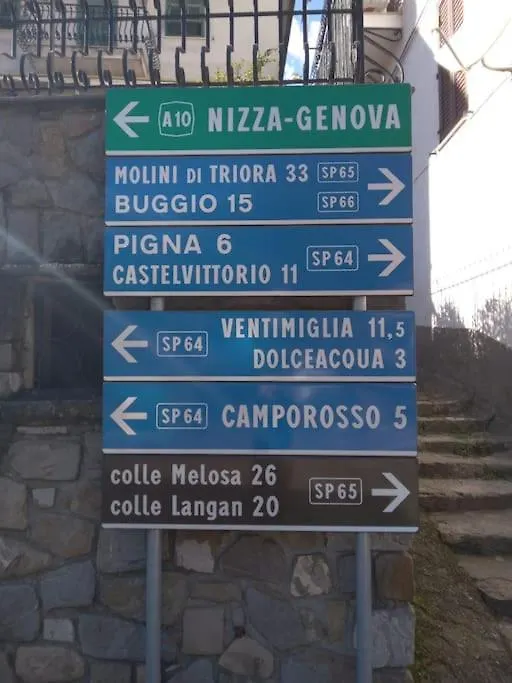 A10 NIZZA-GENOVA
MOLINI DI TRIORA 33 SP65
BUGGIO 15 SP66
PIGNA 6 SP64
CASTELVITTORIO 11
SP64 VENTIMIGLIA 11,5
DOLCEACQUA 3
SP64 CAMPOROSSO 5
colle Melosa 26 SP65
colle Langan 20